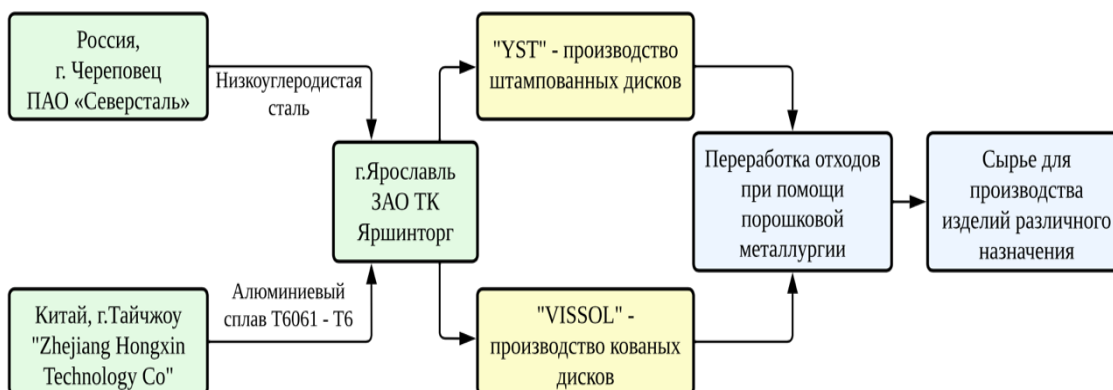 Россия,
г. Череповец
ПАО «Северсталь»
Низкоуглеродистая
сталь
"YST" - производство
штампованных дисков
г.Ярославль
ЗАО ТК
Яршинторг
Переработка отходов
при помощи
порошковой
металлургии
Сырье для
производства
изделий различного
назначения
Китай, г.Тайчжоу
"Zhejiang Hongxin
Technology Co"
Алюминиевый
сплав T6061 - T6
"VISSOL" -
производство кованых
дисков